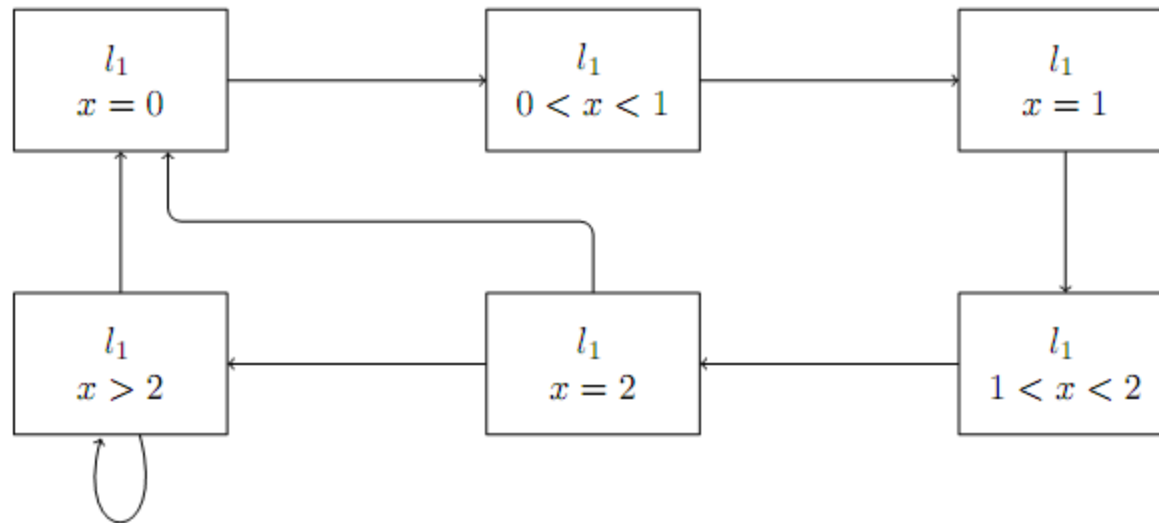 l₁
x = 0
l₁
0 < x < 1
l₁
x = 1
l₁
x > 2
l₁
x = 2
l₁
1 < x < 2